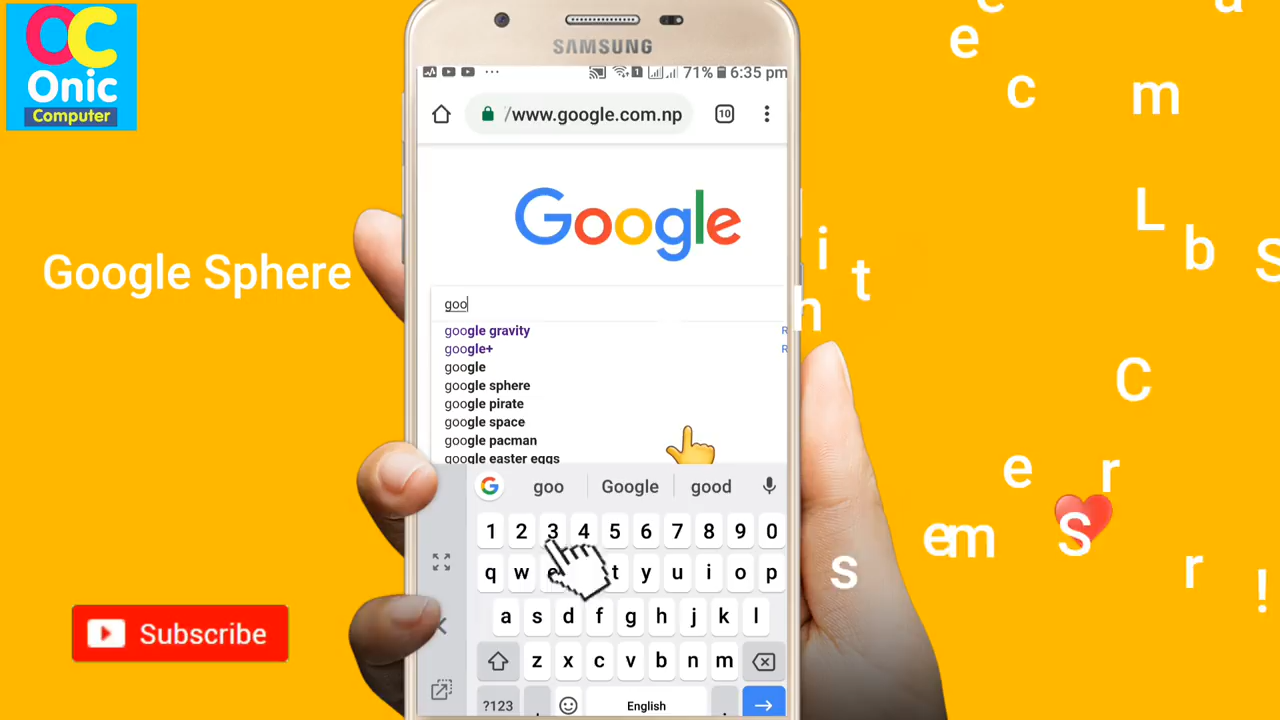 OC
Onic
Computer
SAMSUNG
71% 6:35 pm
/www.google.com.np
10
Google
Google Sphere
goo
google gravity
R
google+
R
google
google sphere
google pirate
google space
google pacman
google easter eggs
G
goo Google good
1 2 3 4 5 6 7 8 9 0
q w e t y u i o p
a s d f g h j k l
z x c v b n m
?123 , English .
Subscribe
e a
e
c m
L
i t b S
h
C
e r
e m S
s r !